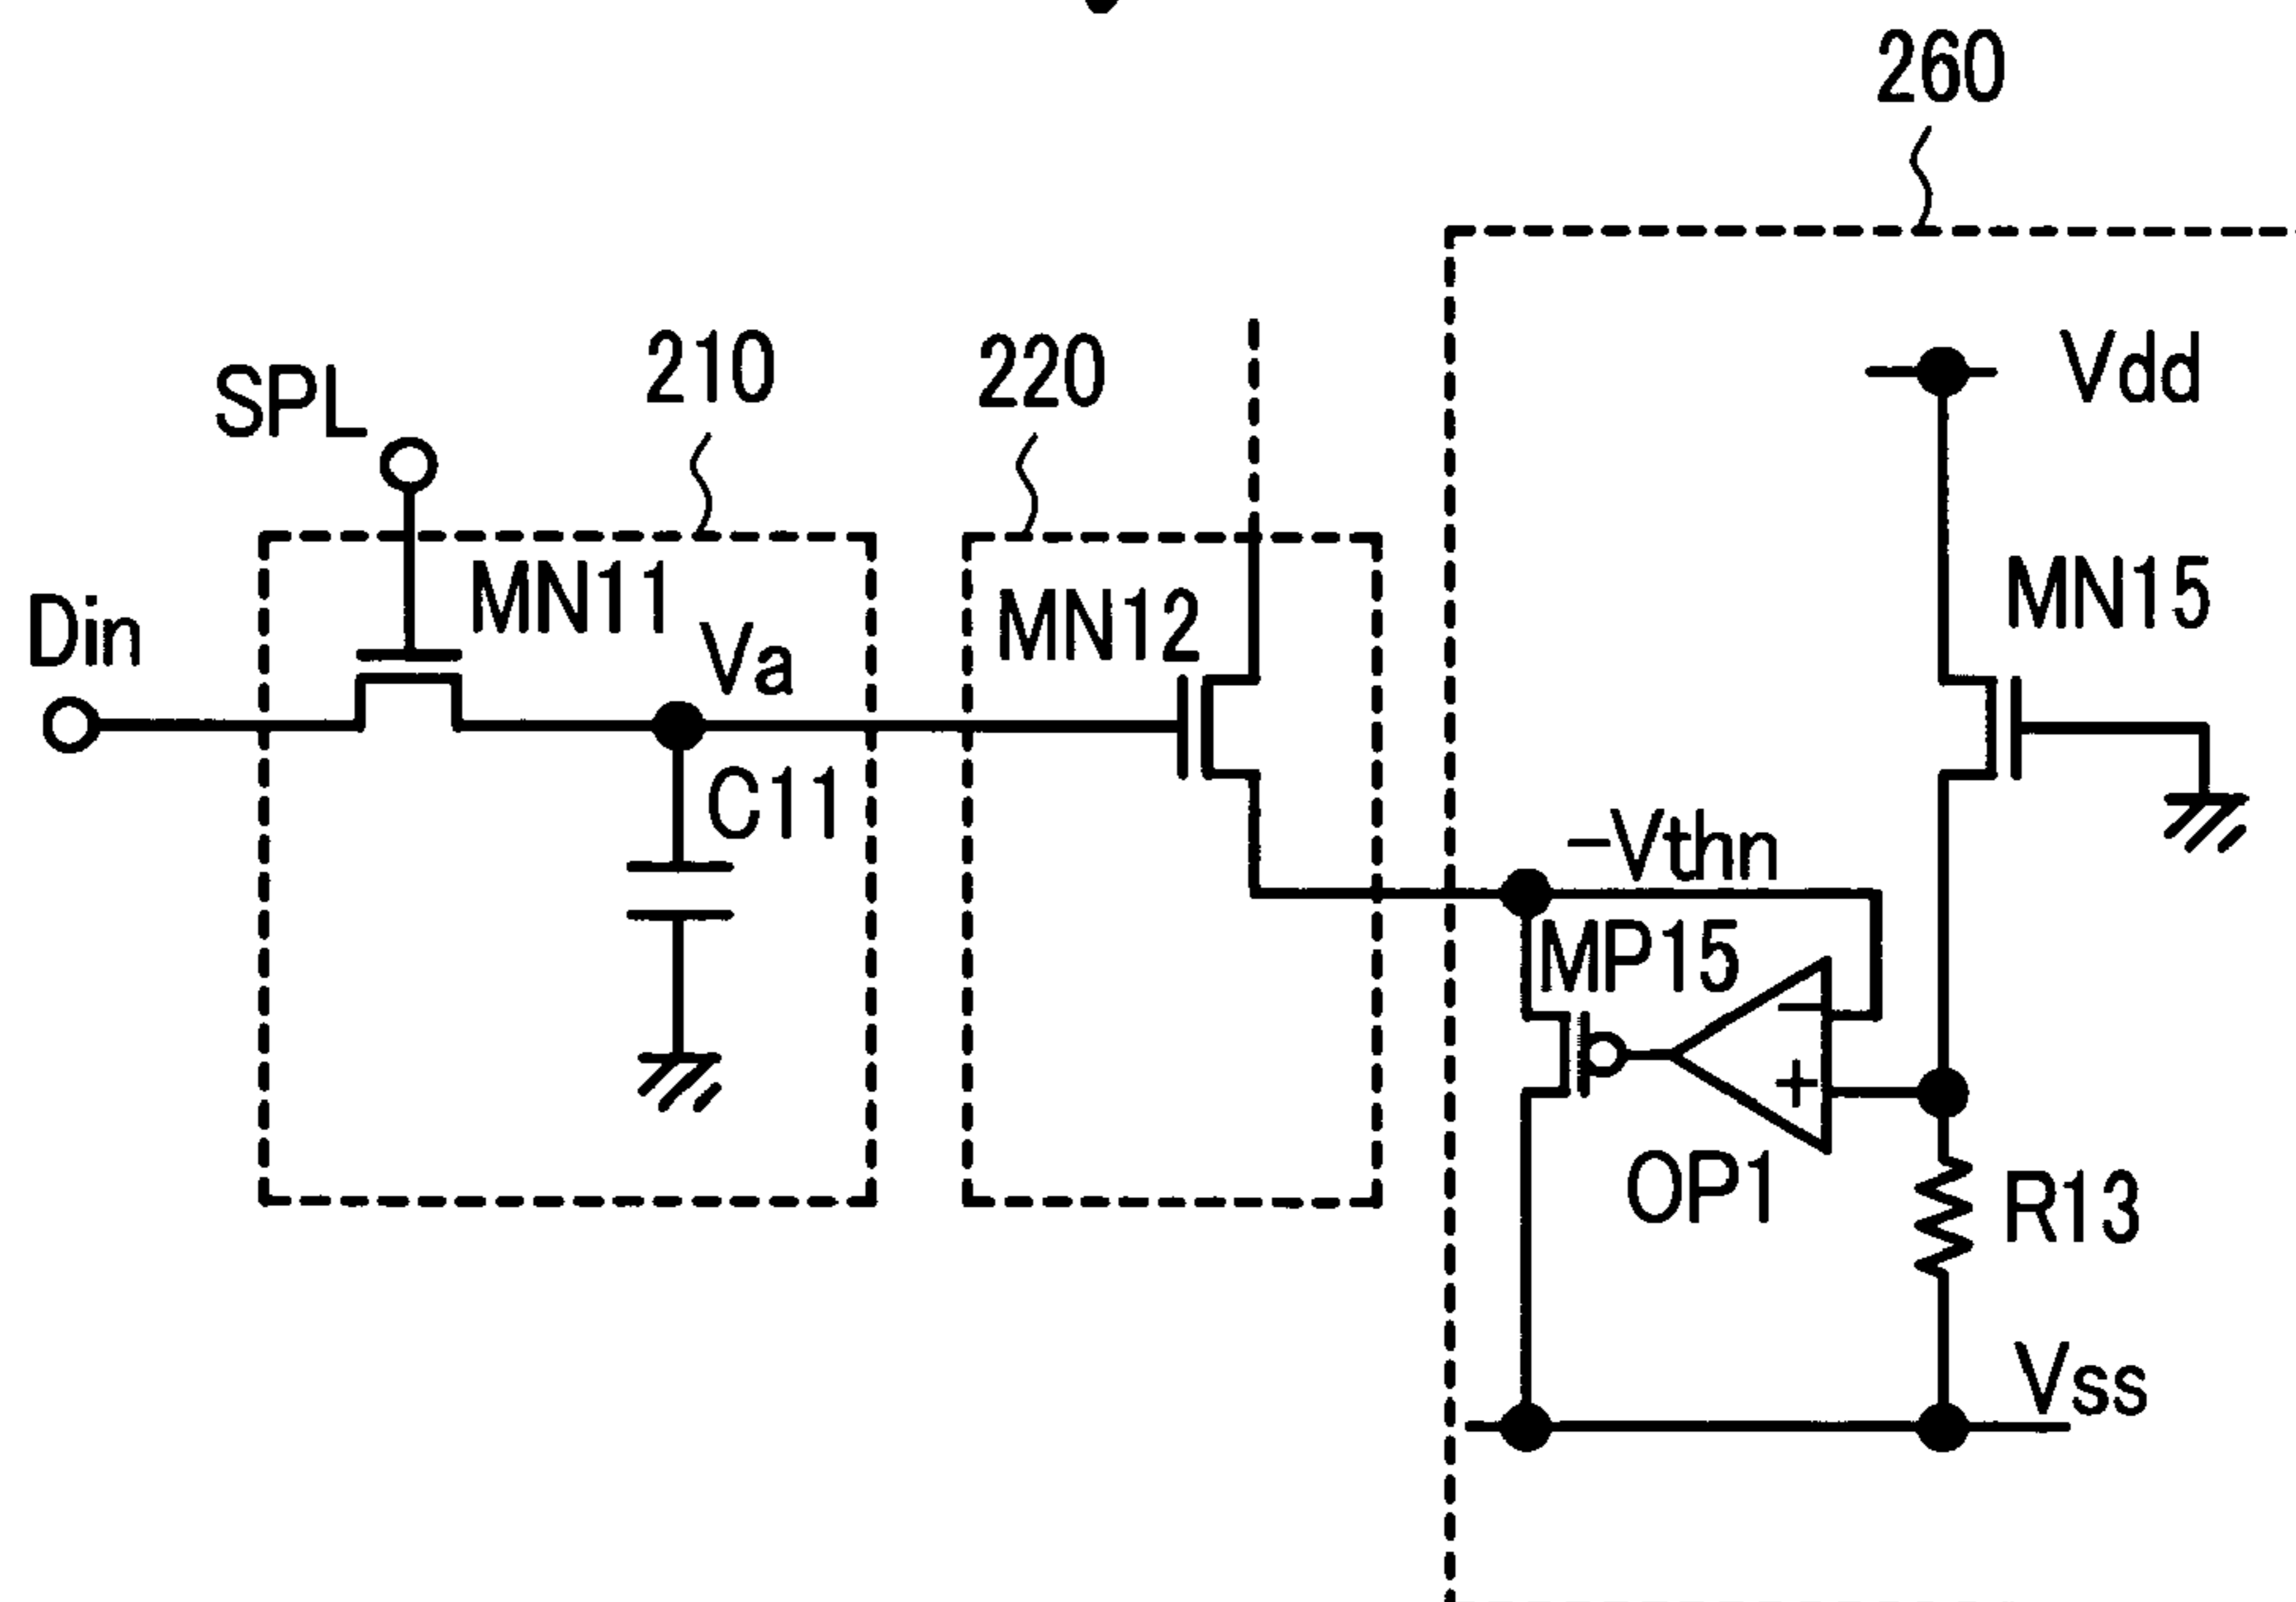 260
210
220
SPL
Vdd
MN11
MN12
MN15
Din
Va
C11
-Vthn
MP15
−
+
OP1
R13
Vss